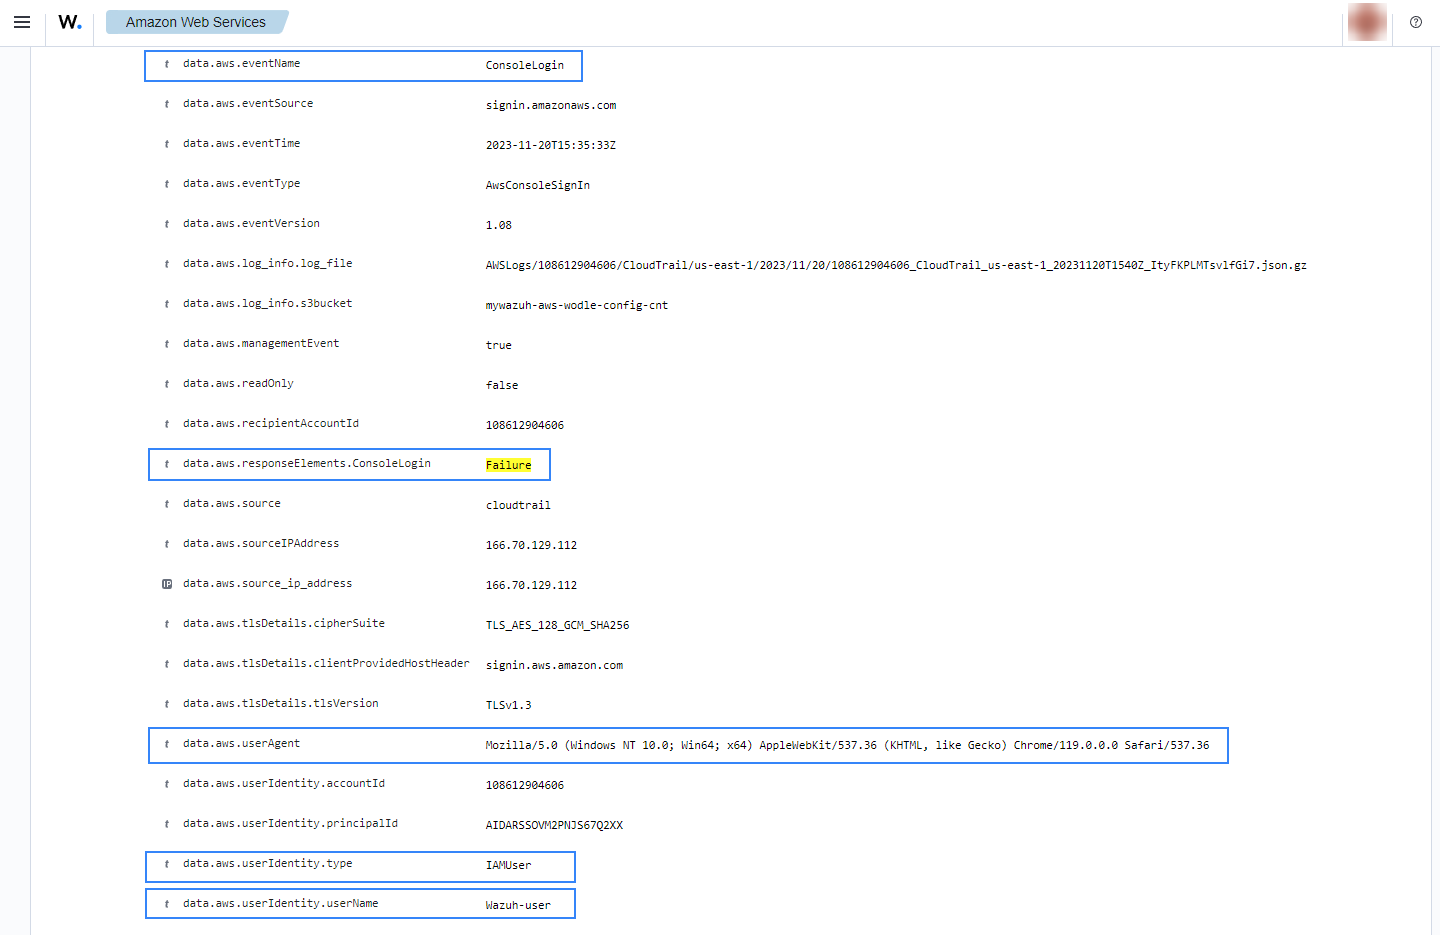 W. Amazon Web Services
t data.aws.eventName ConsoleLogin
t data.aws.eventSource signin.amazonaws.com
t data.aws.eventTime 2023-11-20T15:35:33Z
t data.aws.eventType AwsConsoleSignIn
t data.aws.eventVersion 1.08
t data.aws.log_info.log_file AWSLogs/108612904606/CloudTrail/us-east-1/2023/11/20/108612904606_CloudTrail_us-east-1_20231120T1540Z_ItyFKPLMTsvlfGi7.json.gz
t data.aws.log_info.s3bucket mywazuh-aws-wodle-config-cnt
t data.aws.managementEvent true
t data.aws.readOnly false
t data.aws.recipientAccountId 108612904606
t data.aws.responseElements.ConsoleLogin Failure
t data.aws.source cloudtrail
t data.aws.sourceIPAddress 166.70.129.112
IP data.aws.source_ip_address 166.70.129.112
t data.aws.tlsDetails.cipherSuite TLS_AES_128_GCM_SHA256
t data.aws.tlsDetails.clientProvidedHostHeader signin.aws.amazon.com
t data.aws.tlsDetails.tlsVersion TLSv1.3
t data.aws.userAgent Mozilla/5.0 (Windows NT 10.0; Win64; x64) AppleWebKit/537.36 (KHTML, like Gecko) Chrome/119.0.0.0 Safari/537.36
t data.aws.userIdentity.accountId 108612904606
t data.aws.userIdentity.principalId AIDARSSOVM2PNJS67Q2XX
t data.aws.userIdentity.type IAMUser
t data.aws.userIdentity.userName Wazuh-user